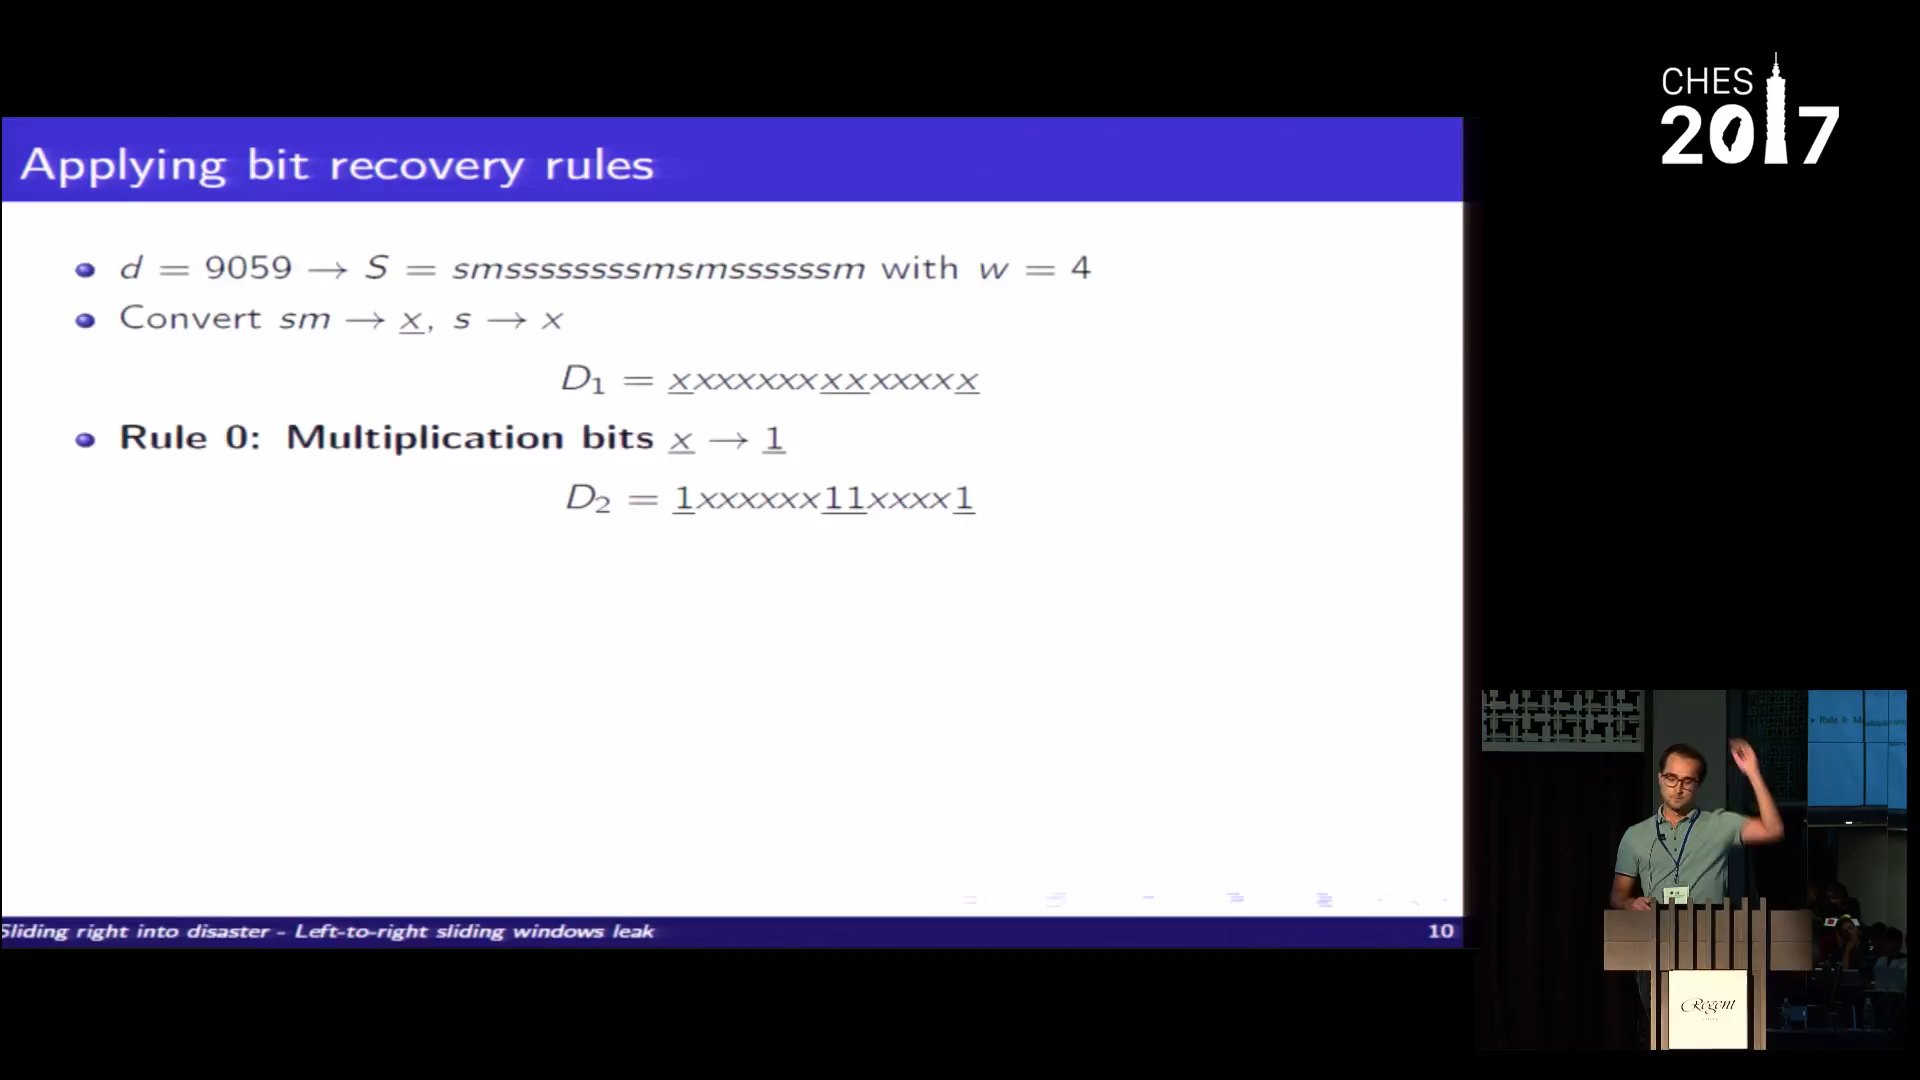 CHES
2017
Applying bit recovery rules
d = 9059 → S = smssssssssmsmssssssm with w = 4
Convert sm → x, s → x
D₁ = xxxxxxxxxxxxxx
Rule 0: Multiplication bits x → 1
D₂ = 1xxxxxx11xxxx1
Sliding right into disaster - Left-to-right sliding windows leak
10
Regent